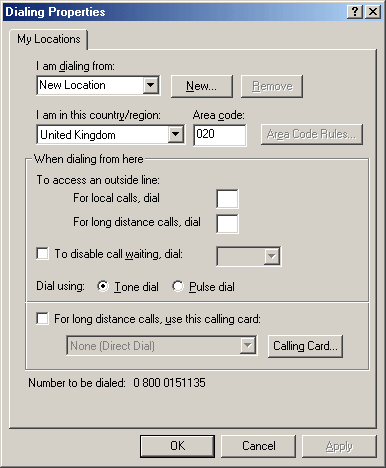 Dialing Properties
My Locations
I am dialing from:
New Location New... Remove
I am in this country/region: Area code:
United Kingdom 020 Area Code Rules...
When dialing from here
To access an outside line:
For local calls, dial
For long distance calls, dial
To disable call waiting, dial:
Dial using: Tone dial Pulse dial
For long distance calls, use this calling card:
None (Direct Dial) Calling Card...
Number to be dialed: 0 800 0151135
OK Cancel Apply